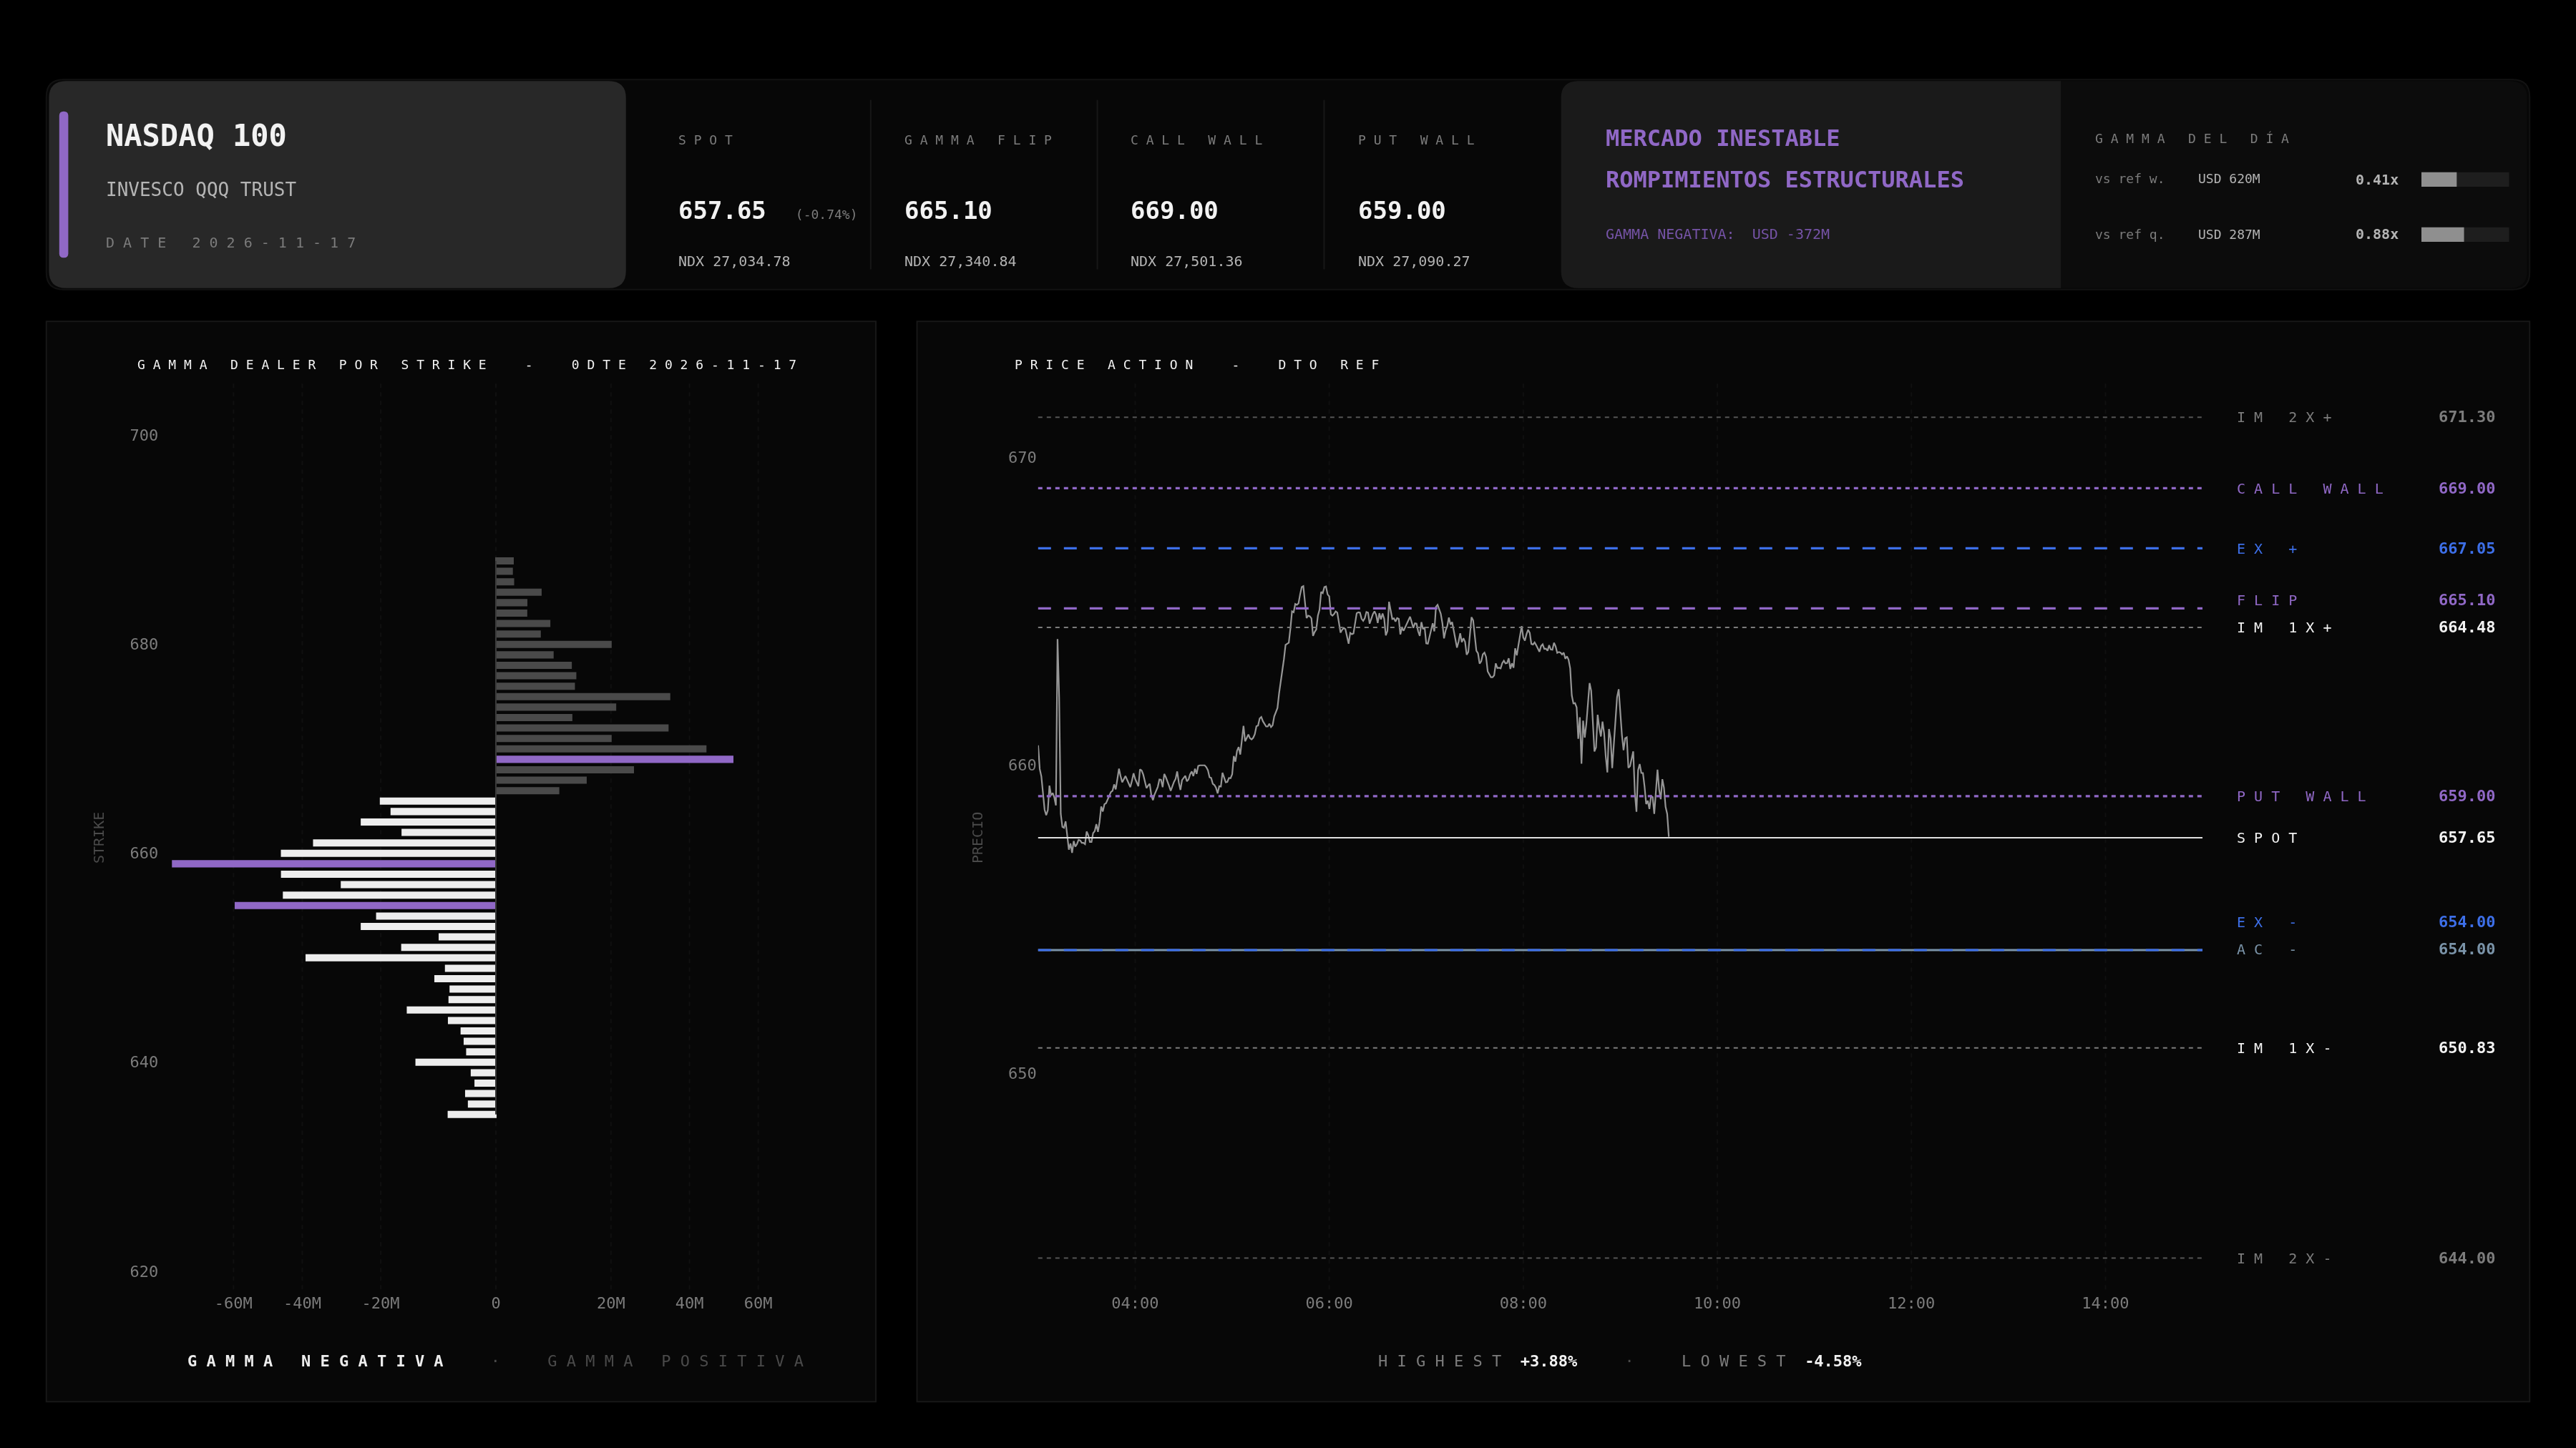 NASDAQ 100
INVESCO QQQ TRUST
DATE 2026-11-17
SPOT
657.65 (-0.74%)
NDX 27,034.78
GAMMA FLIP
665.10
NDX 27,340.84
CALL WALL
669.00
NDX 27,501.36
PUT WALL
659.00
NDX 27,090.27
MERCADO INESTABLE
ROMPIMIENTOS ESTRUCTURALES
GAMMA NEGATIVA: USD -372M
GAMMA DEL DÍA
vs ref w. USD 620M 0.41x
vs ref q. USD 287M 0.88x
GAMMA DEALER POR STRIKE - 0DTE 2026-11-17
STRIKE
700
680
660
640
620
-60M -40M -20M 0 20M 40M 60M
GAMMA NEGATIVA · GAMMA POSITIVA
PRICE ACTION - DTO REF
PRECIO
670
660
650
IM 2X+ 671.30
CALL WALL 669.00
EX + 667.05
FLIP 665.10
IM 1X+ 664.48
PUT WALL 659.00
SPOT 657.65
EX - 654.00
AC - 654.00
IM 1X- 650.83
IM 2X- 644.00
04:00 06:00 08:00 10:00 12:00 14:00
HIGHEST +3.88% · LOWEST -4.58%